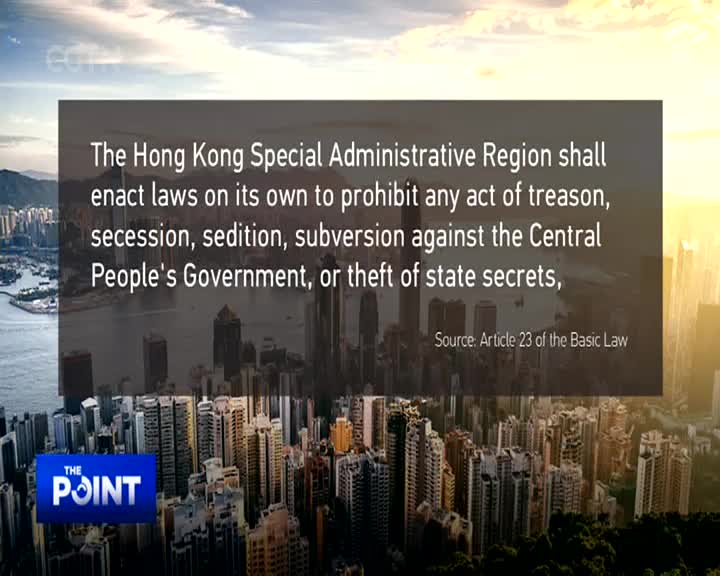 CGTN
The Hong Kong Special Administrative Region shall
enact laws on its own to prohibit any act of treason,
secession, sedition, subversion against the Central
People's Government, or theft of state secrets,
Source: Article 23 of the Basic Law
THE
POINT